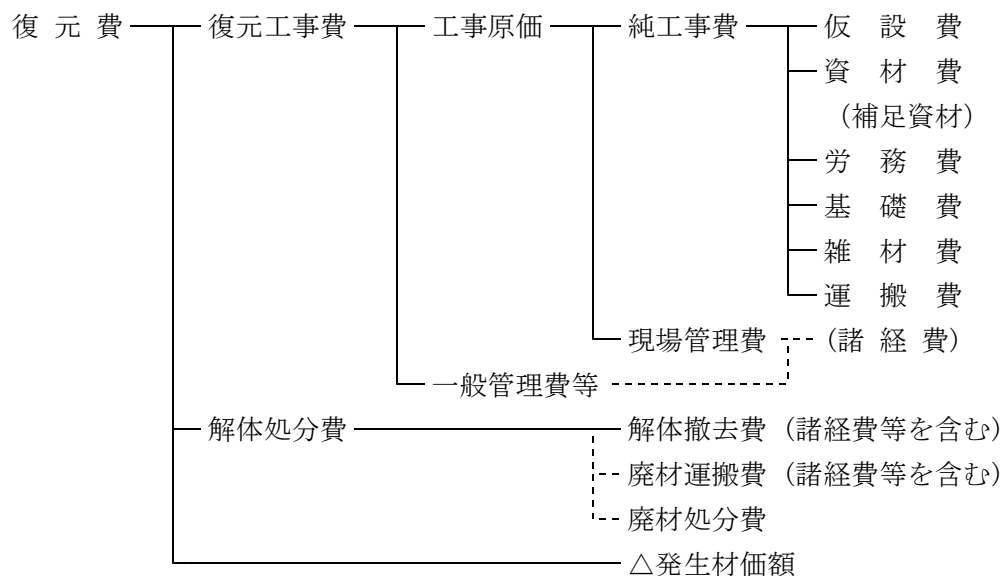 復元費 復元工事費 工事原価 純工事費 仮設費
資材費
（補足資材）
労務費
基礎費
雑材費
運搬費
現場管理費 （諸経費）
一般管理費等
解体処分費 解体撤去費（諸経費等を含む）
廃材運搬費（諸経費等を含む）
廃材処分費
△発生材価額